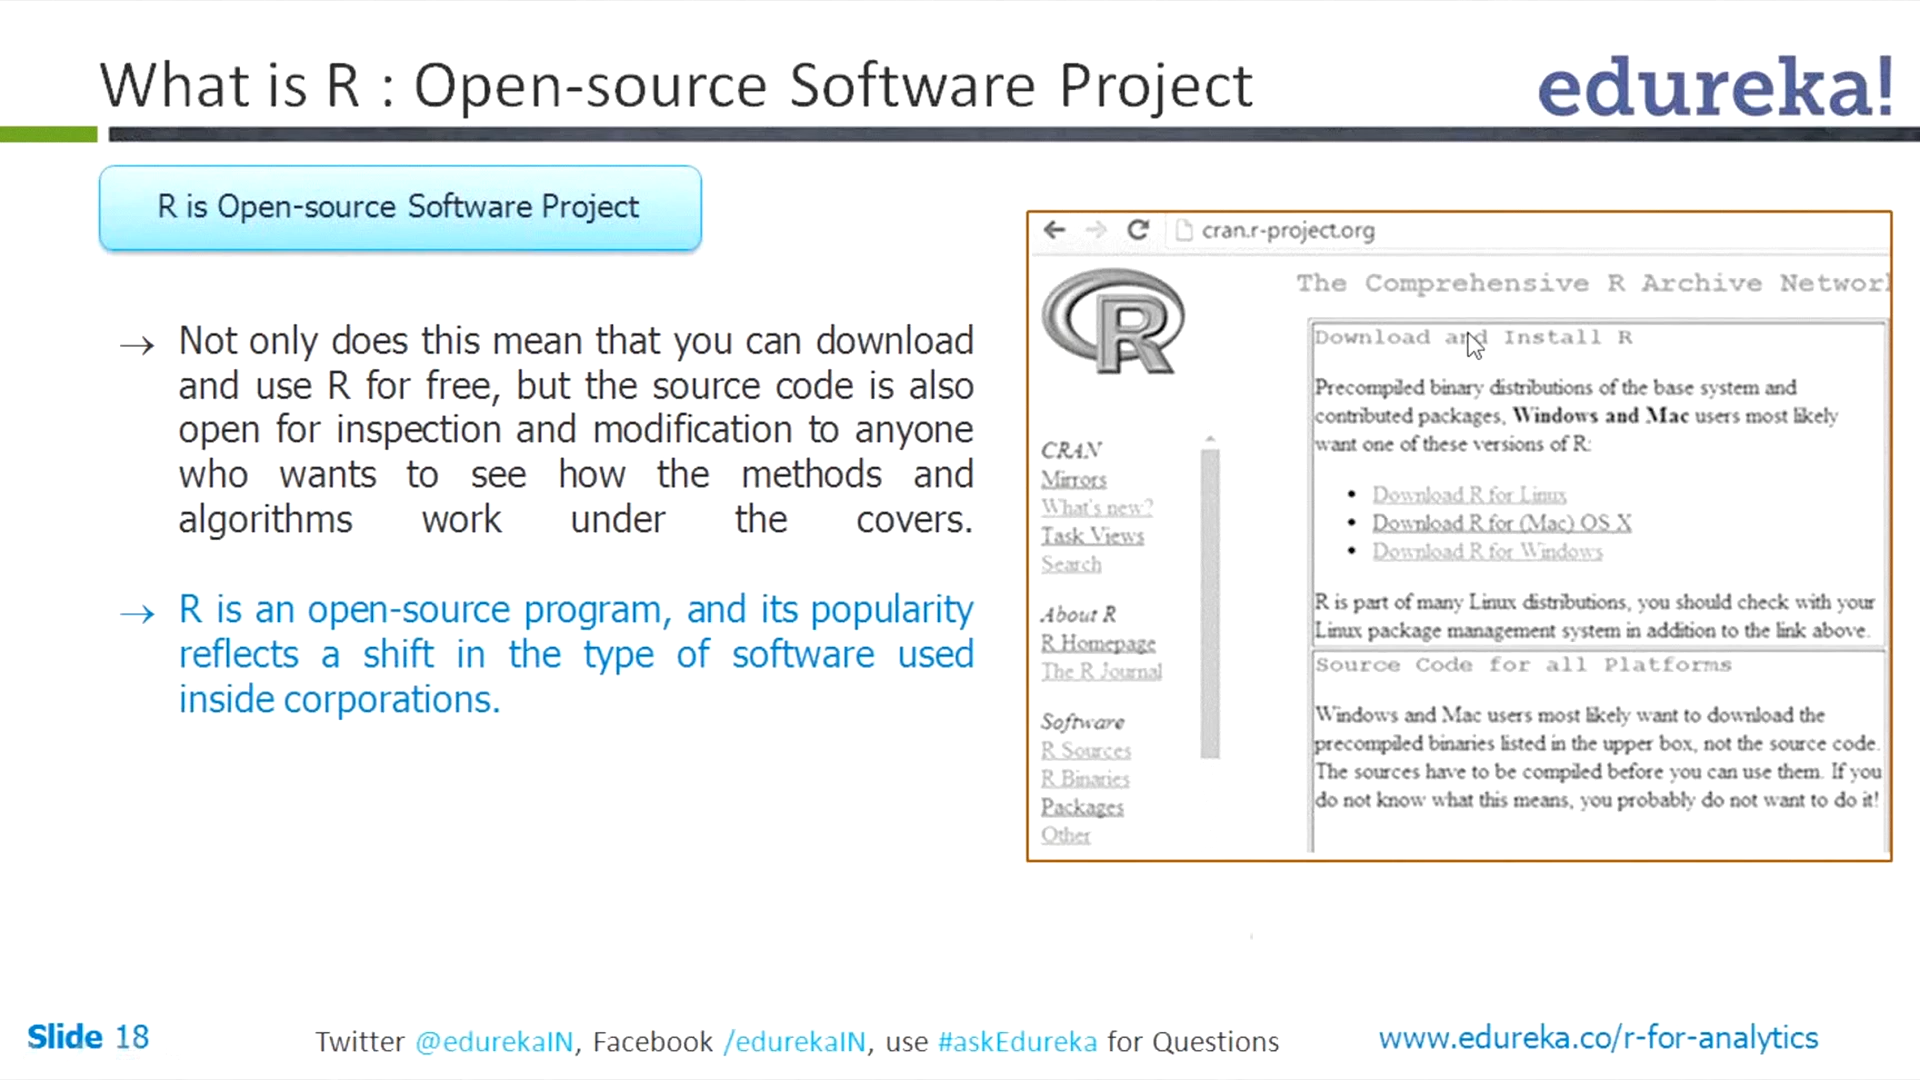 What is R : Open-source Software Project
edureka!
R is Open-source Software Project
→ Not only does this mean that you can download
and use R for free, but the source code is also
open for inspection and modification to anyone
who wants to see how the methods and
algorithms work under the covers.
→ R is an open-source program, and its popularity
reflects a shift in the type of software used
inside corporations.
cran.r-project.org
R
CRAN
Mirrors
What's new?
Task Views
Search
About R
R Homepage
The R Journal
Software
R Sources
R Binaries
Packages
Other
The Comprehensive R Archive Network
Download and Install R
Precompiled binary distributions of the base system and
contributed packages, Windows and Mac users most likely
want one of these versions of R:
• Download R for Linux
• Download R for (Mac) OS X
• Download R for Windows
R is part of many Linux distributions, you should check with your
Linux package management system in addition to the link above.
Source Code for all Platforms
Windows and Mac users most likely want to download the
precompiled binaries listed in the upper box, not the source code.
The sources have to be compiled before you can use them. If you
do not know what this means, you probably do not want to do it!
Slide 18
Twitter @edurekaIN, Facebook /edurekaIN, use #askEdureka for Questions
www.edureka.co/r-for-analytics